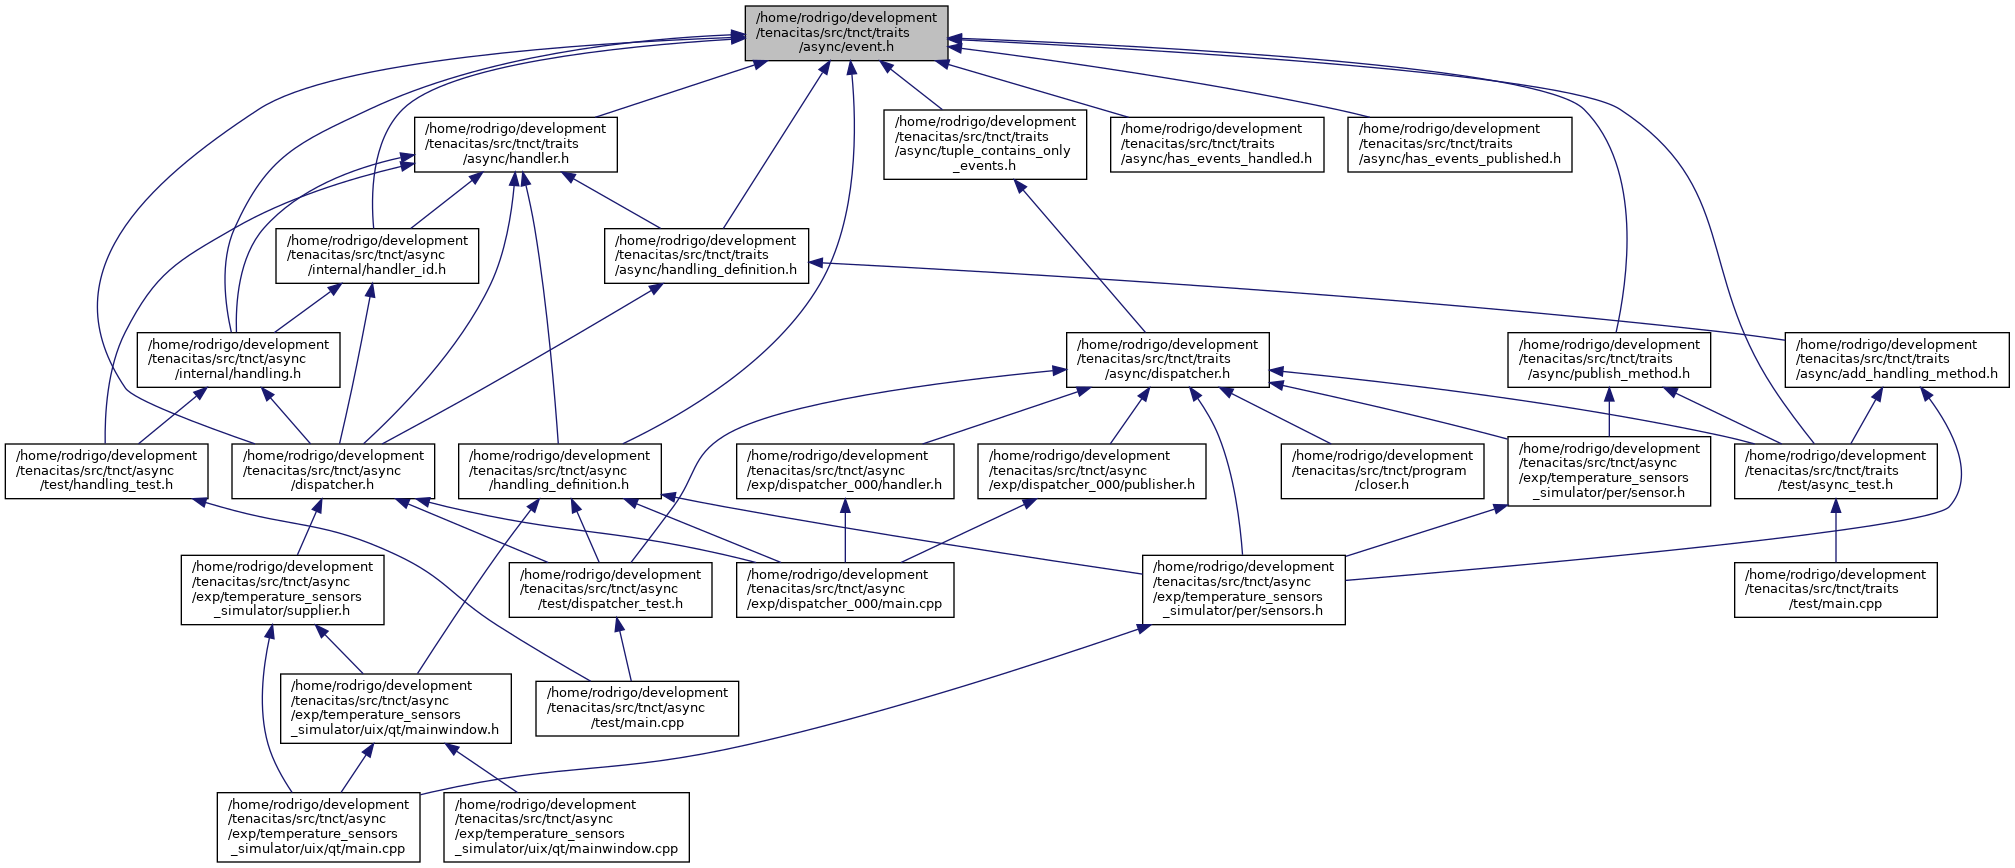 /home/rodrigo/development
/tenacitas/src/tnct/traits
/async/event.h
/home/rodrigo/development
/tenacitas/src/tnct/traits
/async/handler.h
/home/rodrigo/development
/tenacitas/src/tnct/traits
/async/tuple_contains_only
_events.h
/home/rodrigo/development
/tenacitas/src/tnct/traits
/async/has_events_handled.h
/home/rodrigo/development
/tenacitas/src/tnct/traits
/async/has_events_published.h
/home/rodrigo/development
/tenacitas/src/tnct/async
/internal/handler_id.h
/home/rodrigo/development
/tenacitas/src/tnct/traits
/async/handling_definition.h
/home/rodrigo/development
/tenacitas/src/tnct/async
/internal/handling.h
/home/rodrigo/development
/tenacitas/src/tnct/traits
/async/dispatcher.h
/home/rodrigo/development
/tenacitas/src/tnct/traits
/async/publish_method.h
/home/rodrigo/development
/tenacitas/src/tnct/traits
/async/add_handling_method.h
/home/rodrigo/development
/tenacitas/src/tnct/async
/test/handling_test.h
/home/rodrigo/development
/tenacitas/src/tnct/async
/dispatcher.h
/home/rodrigo/development
/tenacitas/src/tnct/async
/handling_definition.h
/home/rodrigo/development
/tenacitas/src/tnct/async
/exp/dispatcher_000/handler.h
/home/rodrigo/development
/tenacitas/src/tnct/async
/exp/dispatcher_000/publisher.h
/home/rodrigo/development
/tenacitas/src/tnct/program
/closer.h
/home/rodrigo/development
/tenacitas/src/tnct/async
/exp/temperature_sensors
_simulator/per/sensor.h
/home/rodrigo/development
/tenacitas/src/tnct/traits
/test/async_test.h
/home/rodrigo/development
/tenacitas/src/tnct/async
/exp/temperature_sensors
_simulator/supplier.h
/home/rodrigo/development
/tenacitas/src/tnct/async
/test/dispatcher_test.h
/home/rodrigo/development
/tenacitas/src/tnct/async
/exp/dispatcher_000/main.cpp
/home/rodrigo/development
/tenacitas/src/tnct/async
/exp/temperature_sensors
_simulator/per/sensors.h
/home/rodrigo/development
/tenacitas/src/tnct/traits
/test/main.cpp
/home/rodrigo/development
/tenacitas/src/tnct/async
/exp/temperature_sensors
_simulator/uix/qt/mainwindow.h
/home/rodrigo/development
/tenacitas/src/tnct/async
/test/main.cpp
/home/rodrigo/development
/tenacitas/src/tnct/async
/exp/temperature_sensors
_simulator/uix/qt/main.cpp
/home/rodrigo/development
/tenacitas/src/tnct/async
/exp/temperature_sensors
_simulator/uix/qt/mainwindow.cpp